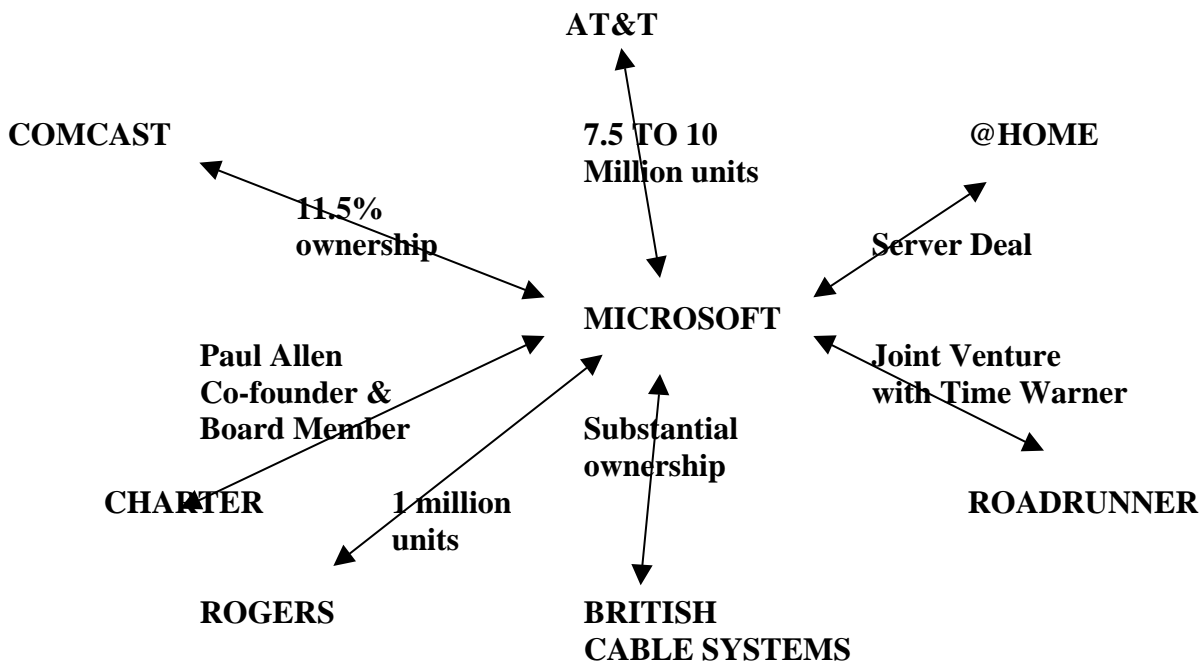 AT&T
COMCAST
7.5 TO 10
Million units
@HOME
11.5%
ownership
Server Deal
MICROSOFT
Paul Allen
Co-founder &
Board Member
Joint Venture
with Time Warner
Substantial
ownership
CHARTER
1 million
units
ROADRUNNER
ROGERS
BRITISH
CABLE SYSTEMS